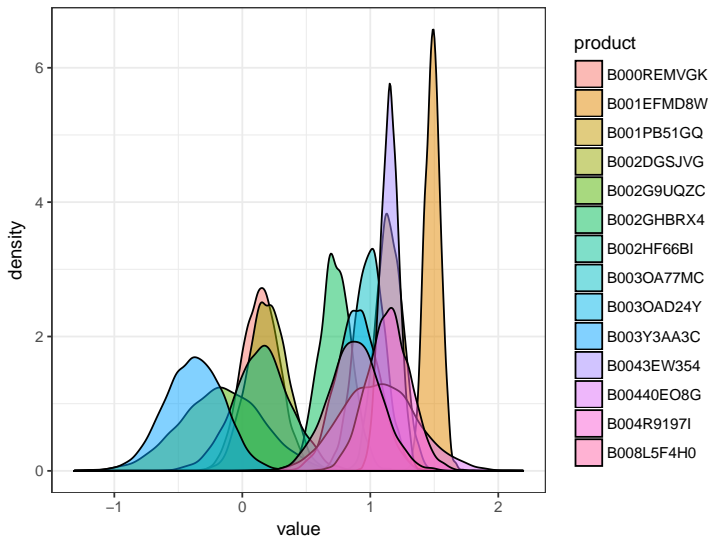 product
B000REMVGK
B001EFMD8W
B001PB51GQ
B002DGSJVG
B002G9UQZC
B002GHBRX4
B002HF66BI
B003OA77MC
B003OAD24Y
B003Y3AA3C
B0043EW354
B00440EO8G
B004R9197I
B008L5F4H0
density
6
4
2
0
−1
0
1
2
value